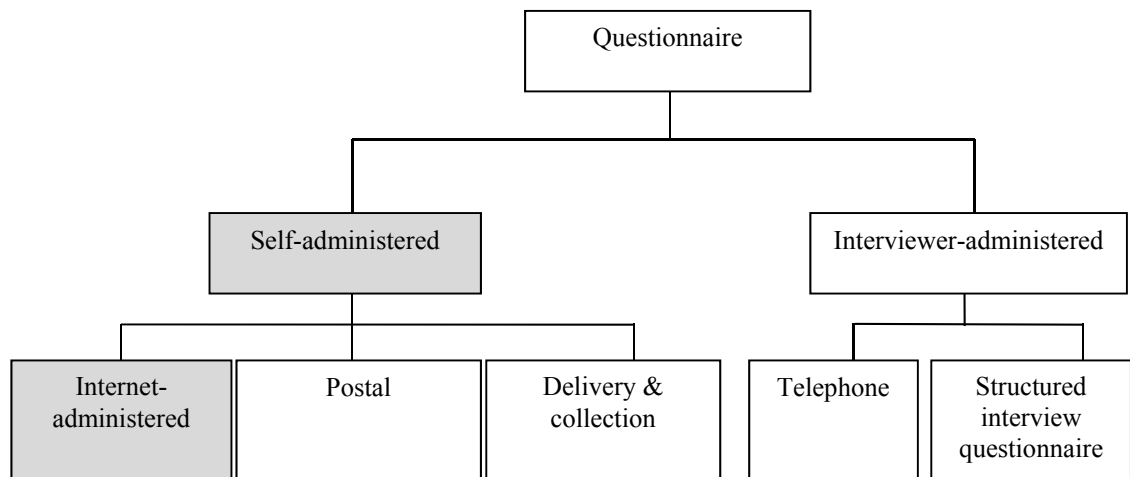 Questionnaire
Self-administered
Interviewer-administered
Internet-
administered
Postal
Delivery &
collection
Telephone
Structured
interview
questionnaire